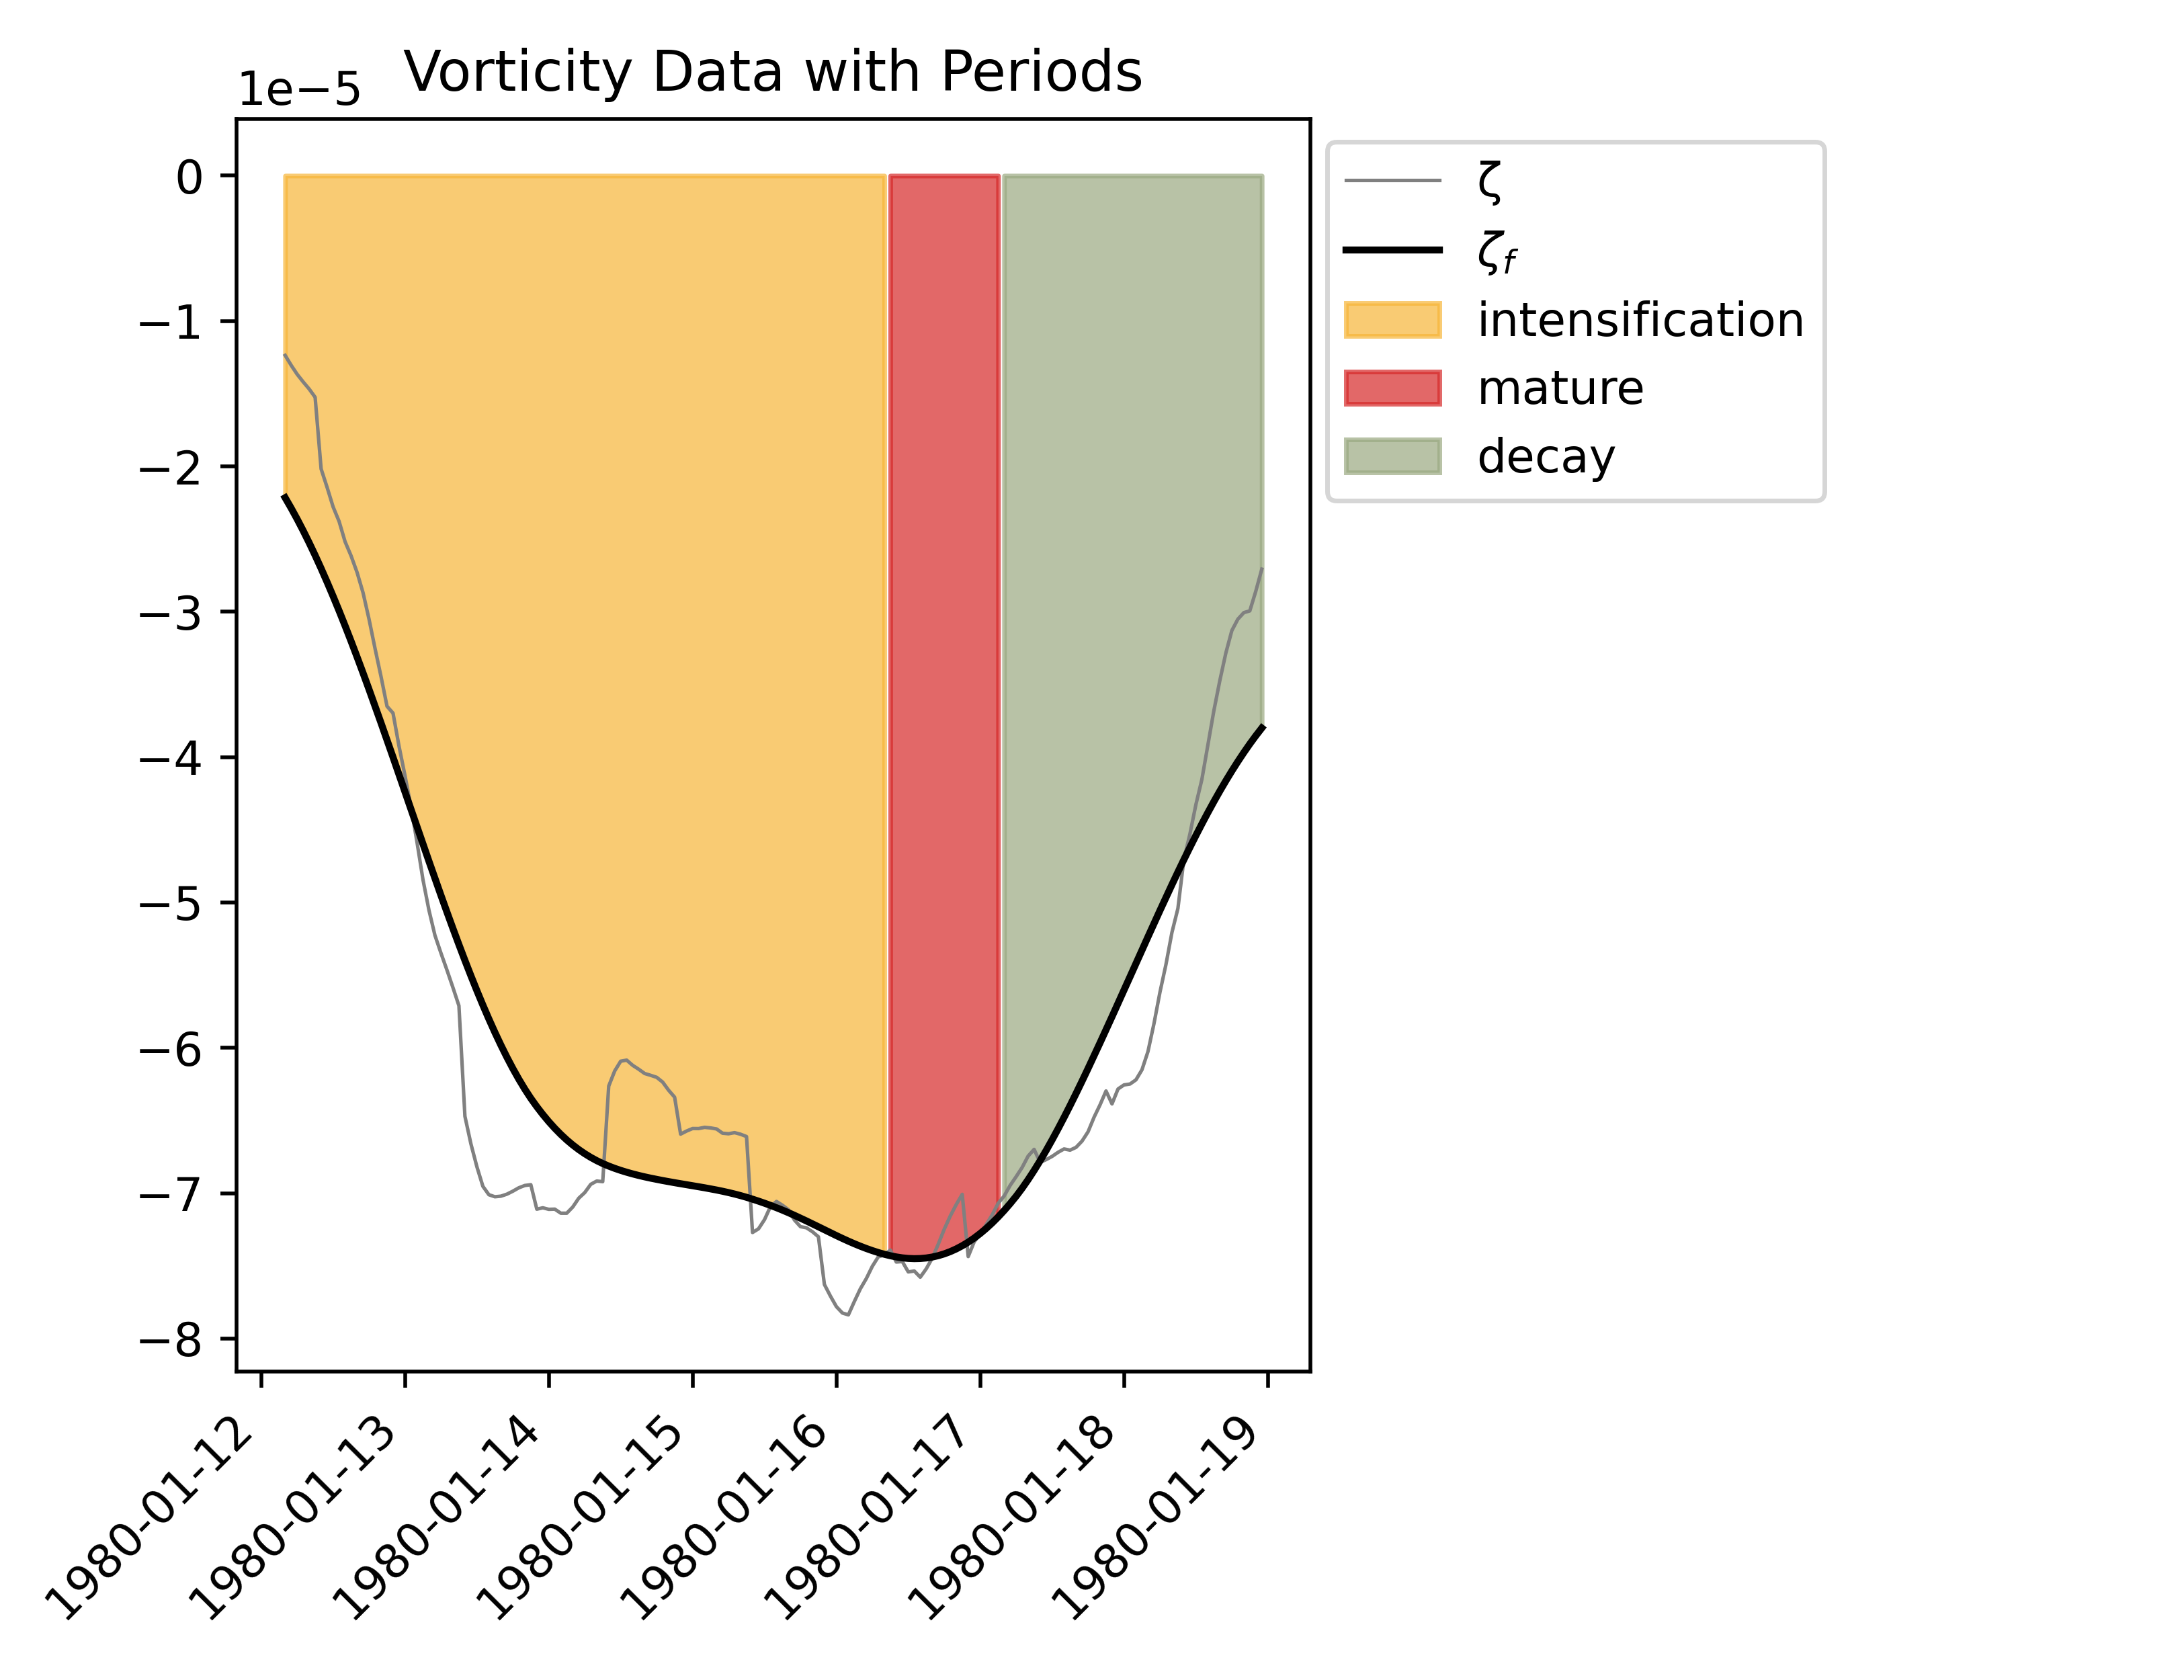 Vorticity Data with Periods
1e−5
0
−1
−2
−3
−4
−5
−6
−7
−8
1980-01-12
1980-01-13
1980-01-14
1980-01-15
1980-01-16
1980-01-17
1980-01-18
1980-01-19
ζ
ζf
intensification
mature
decay